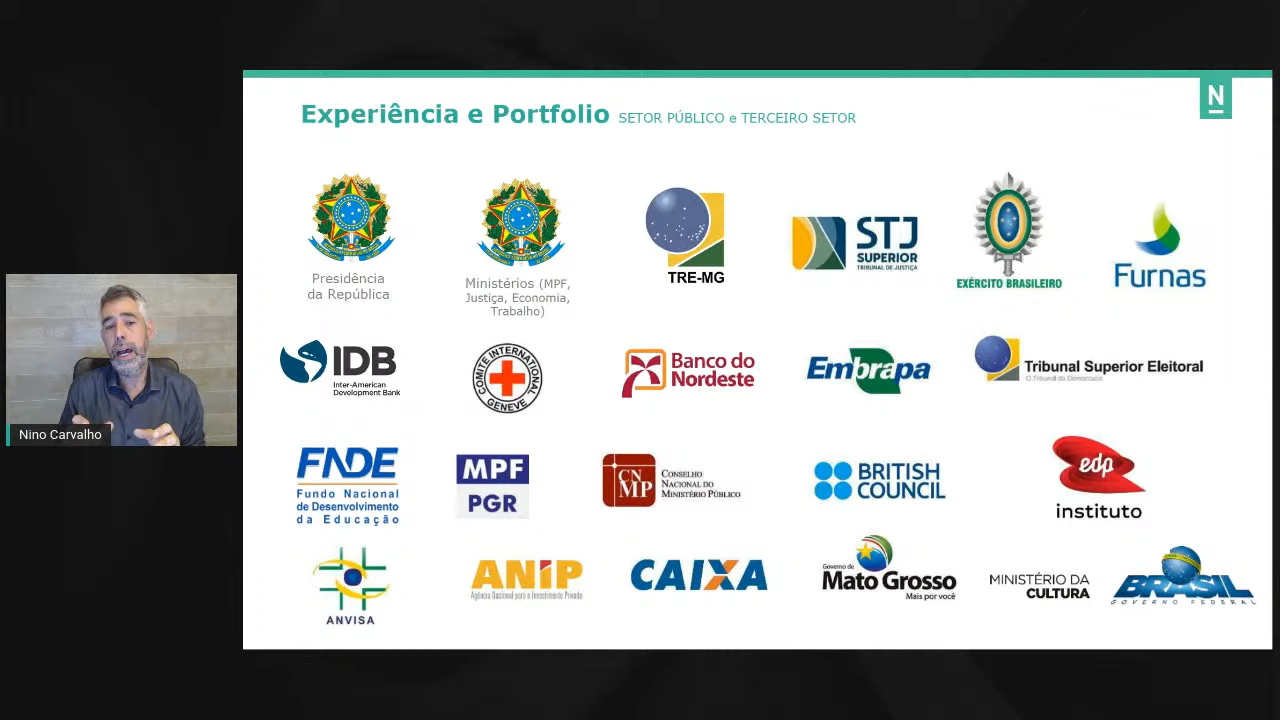 Experiência e Portfolio SETOR PÚBLICO e TERCEIRO SETOR
N
Presidência
da República
Ministérios (MPF,
Justiça, Economia,
Trabalho)
TRE-MG
STJ
SUPERIOR
TRIBUNAL DE JUSTIÇA
EXÉRCITO BRASILEIRO
Furnas
IDB
Inter-American
Development Bank
COMITE INTERNATIONAL
GENEVE
Banco do
Nordeste
Embrapa
Tribunal Superior Eleitoral
O Tribunal da Democracia
Nino Carvalho
FNDE
Fundo Nacional
de Desenvolvimento
da Educação
MPF
PGR
CN
MP
CONSELHO
NACIONAL DO
MINISTÉRIO PÚBLICO
BRITISH
COUNCIL
edp
instituto
ANVISA
ANIP
Agência Nacional para o Investimento Privado
CAIXA
Governo de
Mato Grosso
Mais por você
MINISTÉRIO DA
CULTURA
BRASIL
GOVERNO FEDERAL